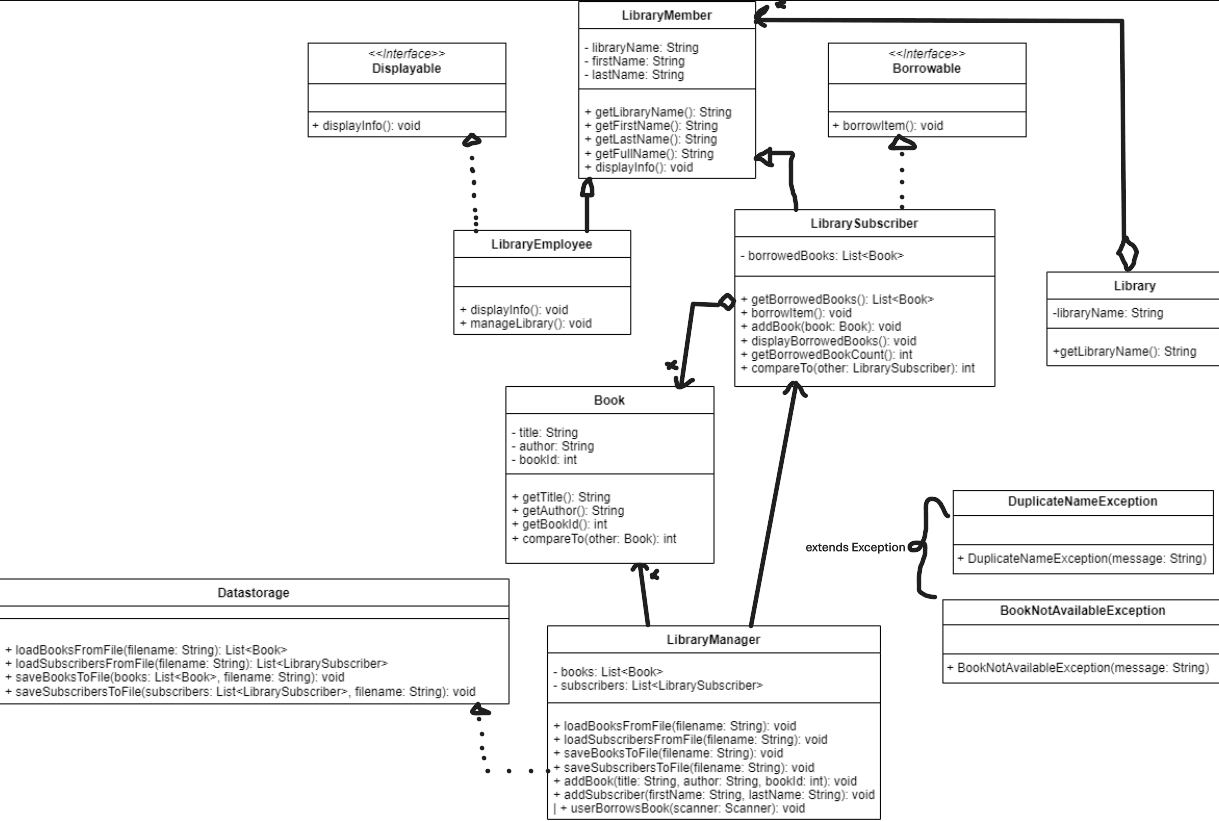 LibraryMember
- libraryName: String
- firstName: String
- lastName: String
+ getLibraryName(): String
+ getFirstName(): String
+ getLastName(): String
+ getFullName(): String
+ displayInfo(): void
<<Interface>>
Displayable
+ displayInfo(): void
<<Interface>>
Borrowable
+ borrowItem(): void
LibraryEmployee
+ displayInfo(): void
+ manageLibrary(): void
LibrarySubscriber
- borrowedBooks: List<Book>
+ getBorrowedBooks(): List<Book>
+ borrowItem(): void
+ addBook(book: Book): void
+ displayBorrowedBooks(): void
+ getBorrowedBookCount(): int
+ compareTo(other: LibrarySubscriber): int
Library
-libraryName: String
+getLibraryName(): String
Book
- title: String
- author: String
- bookId: int
+ getTitle(): String
+ getAuthor(): String
+ getBookId(): int
+ compareTo(other: Book): int
extends Exception
DuplicateNameException
+ DuplicateNameException(message: String)
BookNotAvailableException
+ BookNotAvailableException(message: String)
Datastorage
+ loadBooksFromFile(filename: String): List<Book>
+ loadSubscribersFromFile(filename: String): List<LibrarySubscriber>
+ saveBooksToFile(books: List<Book>, filename: String): void
+ saveSubscribersToFile(subscribers: List<LibrarySubscriber>, filename: String): void
LibraryManager
- books: List<Book>
- subscribers: List<LibrarySubscriber>
+ loadBooksFromFile(filename: String): void
+ loadSubscribersFromFile(filename: String): void
+ saveBooksToFile(filename: String): void
+ saveSubscribersToFile(filename: String): void
+ addBook(title: String, author: String, bookId: int): void
+ addSubscriber(firstName: String, lastName: String): void
| + userBorrowsBook(scanner: Scanner): void